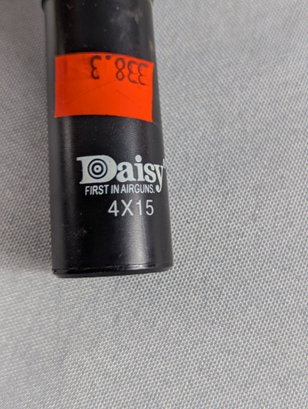 338.3
Daisy
FIRST IN AIRGUNS.
4X15